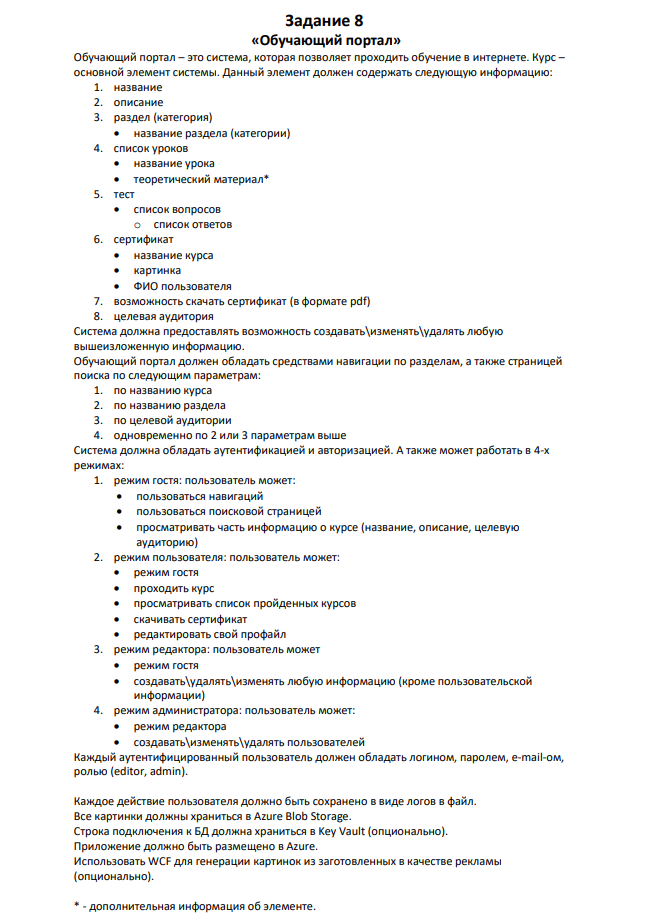 Задание 8
«Обучающий портал»
Обучающий портал – это система, которая позволяет проходить обучение в интернете. Курс –
основной элемент системы. Данный элемент должен содержать следующую информацию:
1. название
2. описание
3. раздел (категория)
• название раздела (категории)
4. список уроков
• название урока
• теоретический материал*
5. тест
• список вопросов
o список ответов
6. сертификат
• название курса
• картинка
• ФИО пользователя
7. возможность скачать сертификат (в формате pdf)
8. целевая аудитория
Система должна предоставлять возможность создавать\изменять\удалять любую
вышеизложенную информацию.
Обучающий портал должен обладать средствами навигации по разделам, а также страницей
поиска по следующим параметрам:
1. по названию курса
2. по названию раздела
3. по целевой аудитории
4. одновременно по 2 или 3 параметрам выше
Система должна обладать аутентификацией и авторизацией. А также может работать в 4-х
режимах:
1. режим гостя: пользователь может:
• пользоваться навигаций
• пользоваться поисковой страницей
• просматривать часть информацию о курсе (название, описание, целевую
аудиторию)
2. режим пользователя: пользователь может:
• режим гостя
• проходить курс
• просматривать список пройденных курсов
• скачивать сертификат
• редактировать свой профайл
3. режим редактора: пользователь может
• режим гостя
• создавать\удалять\изменять любую информацию (кроме пользовательской
информации)
4. режим администратора: пользователь может:
• режим редактора
• создавать\изменять\удалять пользователей
Каждый аутентифицированный пользователь должен обладать логином, паролем, e-mail-ом,
ролью (editor, admin).
Каждое действие пользователя должно быть сохранено в виде логов в файл.
Все картинки должны храниться в Azure Blob Storage.
Строка подключения к БД должна храниться в Key Vault (опционально).
Приложение должно быть размещено в Azure.
Использовать WCF для генерации картинок из заготовленных в качестве рекламы
(опционально).
* - дополнительная информация об элементе.